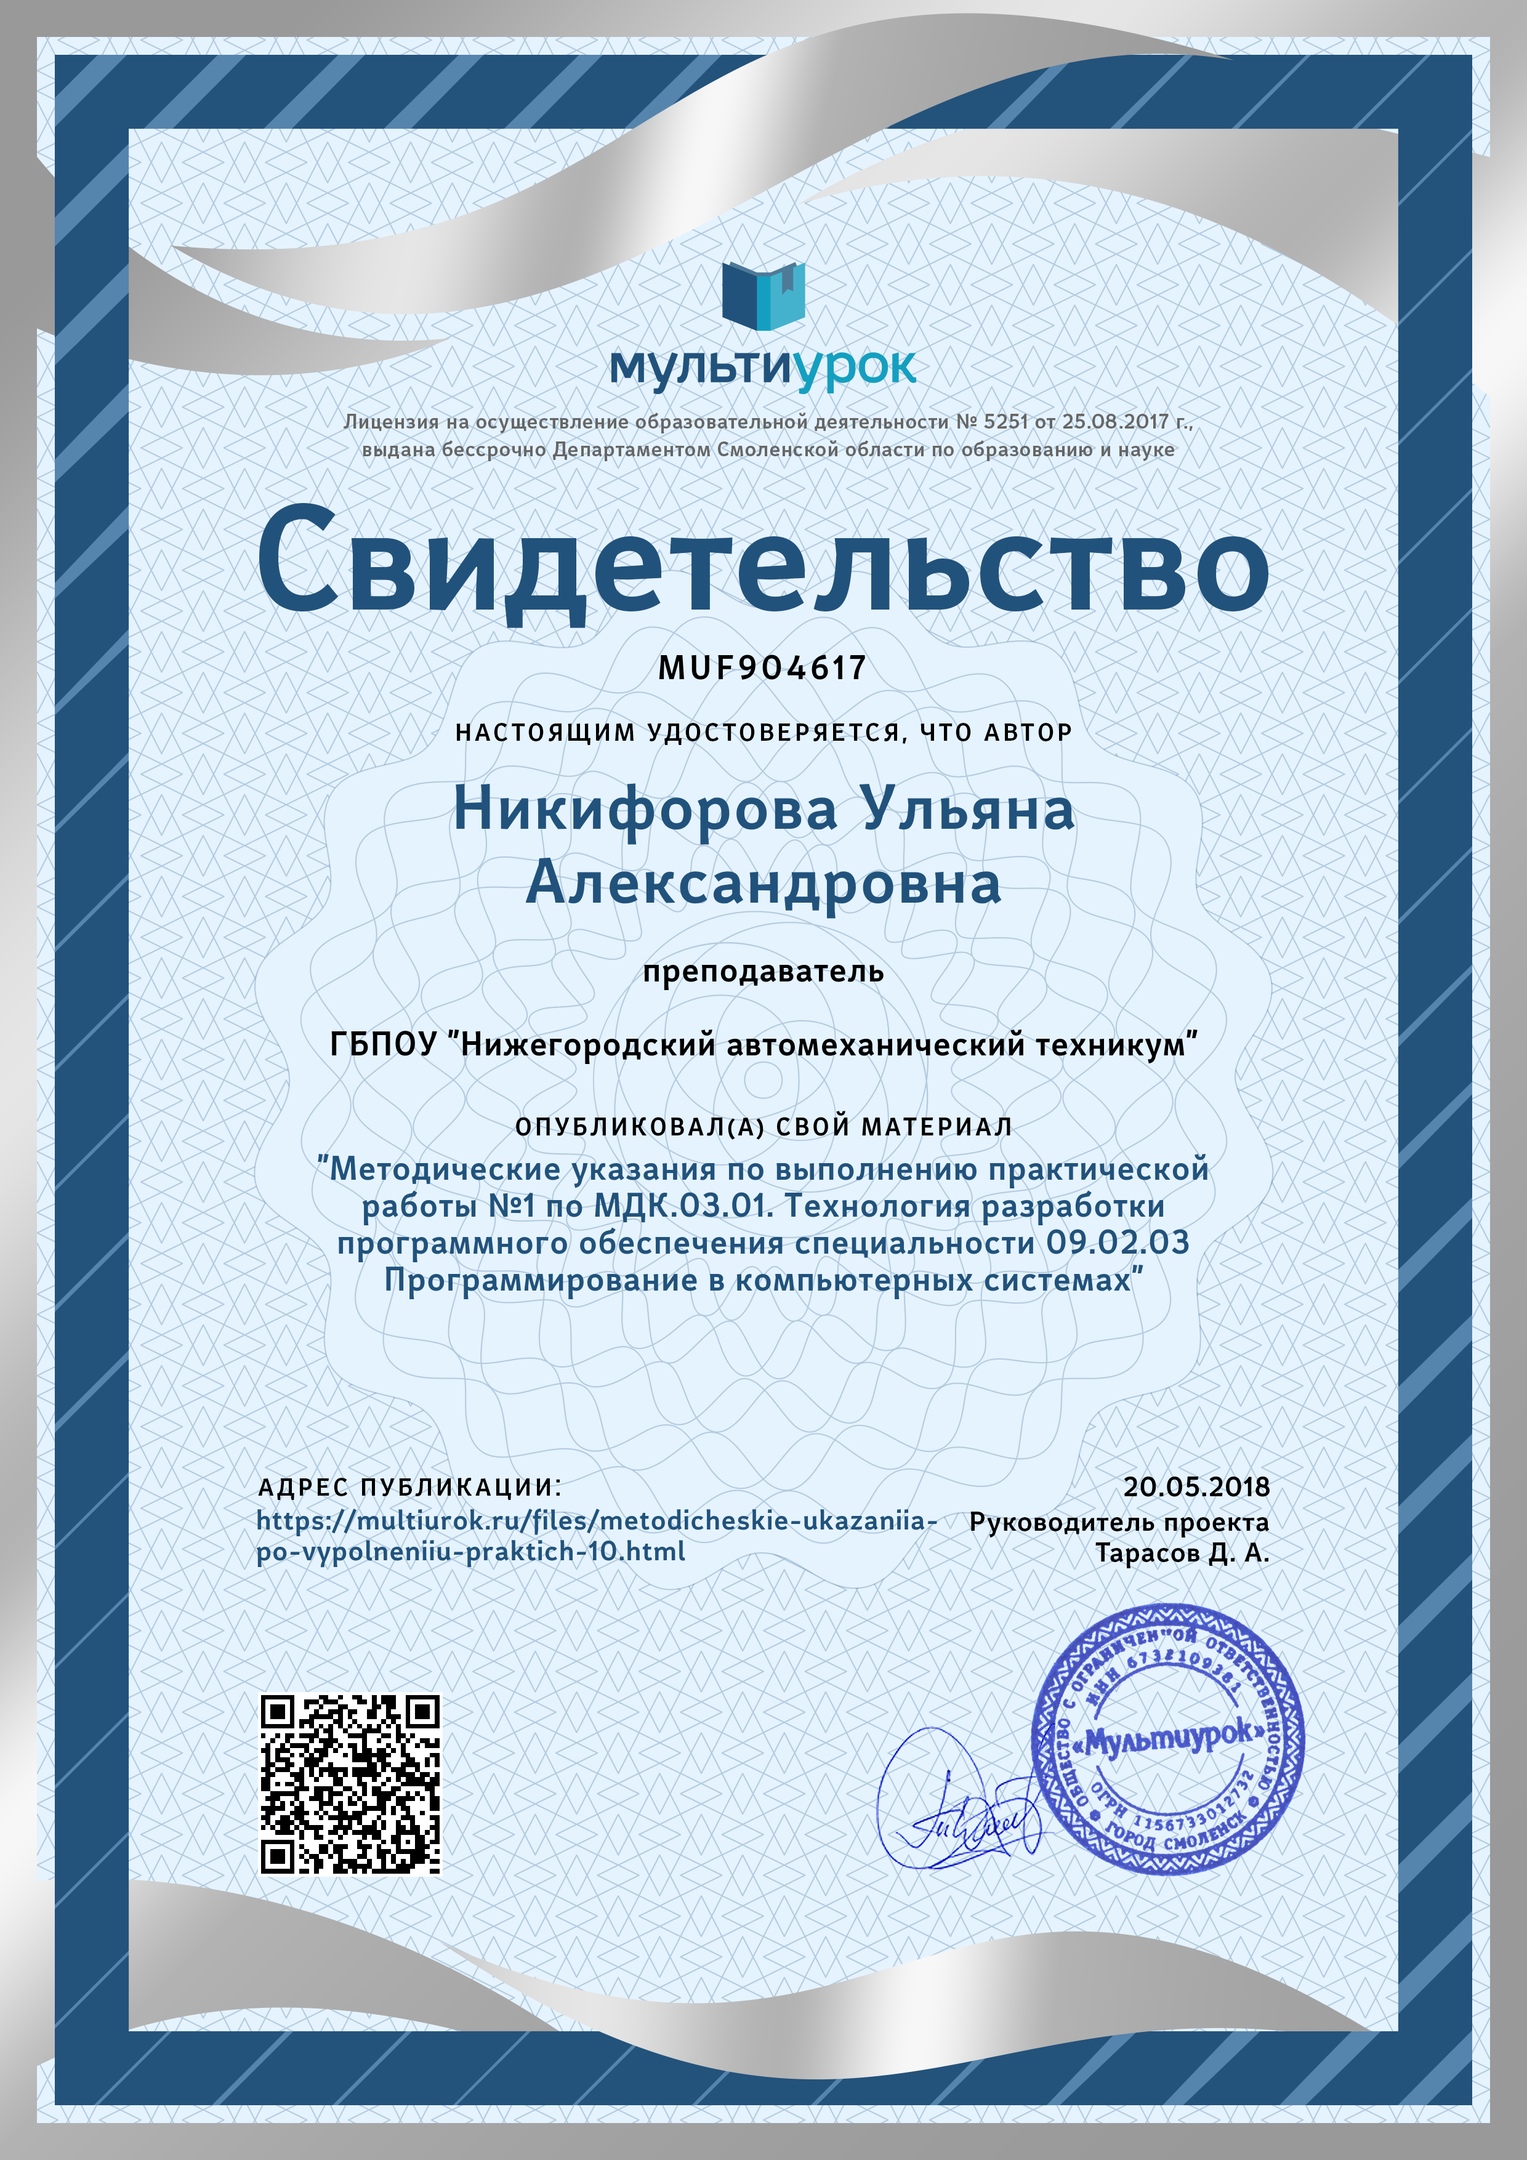 мультиурок
Лицензия на осуществление образовательной деятельности № 5251 от 25.08.2017 г.,
выдана бессрочно Департаментом Смоленской области по образованию и науке
Свидетельство
MUF904617
НАСТОЯЩИМ УДОСТОВЕРЯЕТСЯ, ЧТО АВТОР
Никифорова Ульяна
Александровна
преподаватель
ГБПОУ "Нижегородский автомеханический техникум"
ОПУБЛИКОВАЛ(А) СВОЙ МАТЕРИАЛ
"Методические указания по выполнению практической
работы №1 по МДК.03.01. Технология разработки
программного обеспечения специальности 09.02.03
Программирование в компьютерных системах"
АДРЕС ПУБЛИКАЦИИ:
https://multiurok.ru/files/metodicheskie-ukazaniia-
po-vypolneniiu-praktich-10.html
20.05.2018
Руководитель проекта
Тарасов Д. А.
ОБЩЕСТВО С ОГРАНИЧЕННОЙ ОТВЕТСТВЕННОСТЬЮ
ИНН 6732109381
«Мультиурок»
ОГРН 1156733012732
ГОРОД СМОЛЕНСК